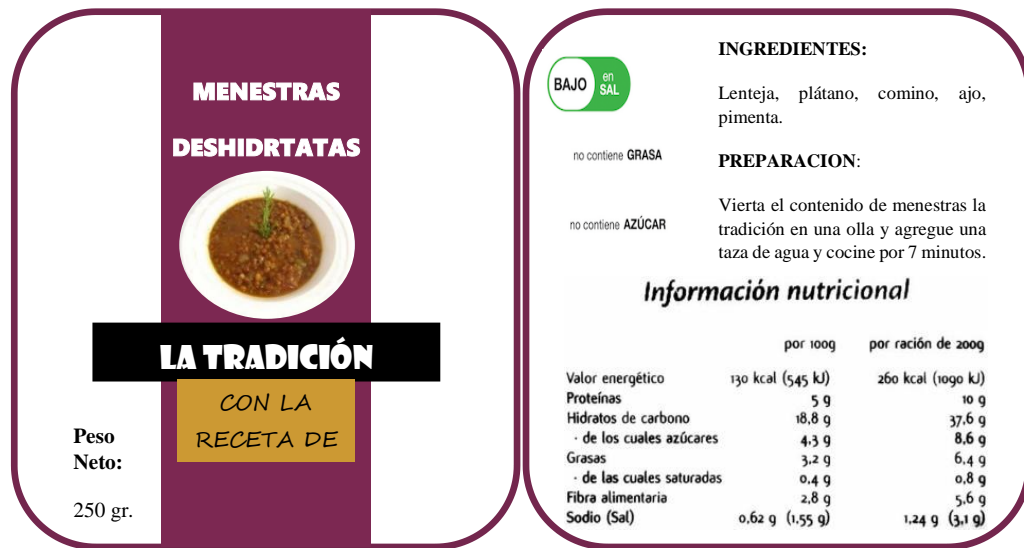 MENESTRAS
DESHIDRTATAS
LA TRADICIÓN
CON LA
RECETA DE
Peso
Neto:
250 gr.
BAJO en SAL
no contiene GRASA
no contiene AZÚCAR
INGREDIENTES:
Lenteja, plátano, comino, ajo,
pimenta.
PREPARACION:
Vierta el contenido de menestras la
tradición en una olla y agregue una
taza de agua y cocine por 7 minutos.
Información nutricional
por 100g por ración de 200g
Valor energético 130 kcal (545 kJ) 260 kcal (1090 kJ)
Proteínas 5 g 10 g
Hidratos de carbono 18,8 g 37,6 g
· de los cuales azúcares 4,3 g 8,6 g
Grasas 3,2 g 6,4 g
· de las cuales saturadas 0,4 g 0,8 g
Fibra alimentaria 2,8 g 5,6 g
Sodio (Sal) 0,62 g (1,55 g) 1,24 g (3,1 g)